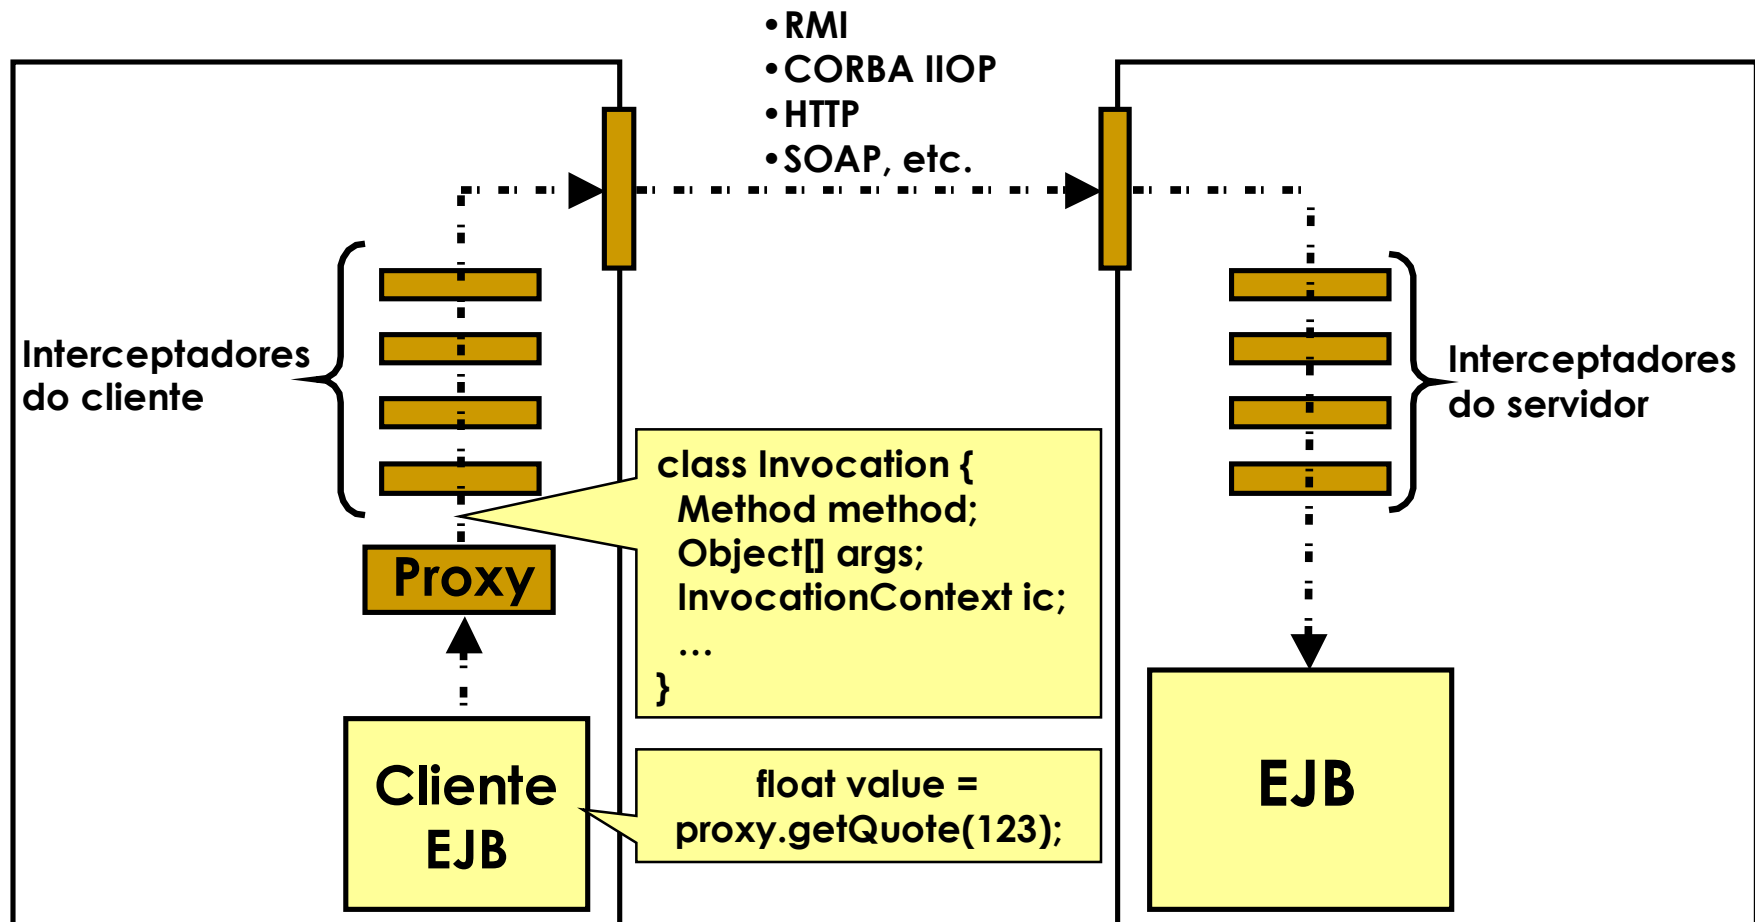 •RMI
•CORBA IIOP
•HTTP
•SOAP, etc.
Interceptadores
do cliente
Interceptadores
do servidor
class Invocation {
Method method;
Object[] args;
InvocationContext ic;
…
}
Proxy
Cliente
EJB
float value =
proxy.getQuote(123);
EJB